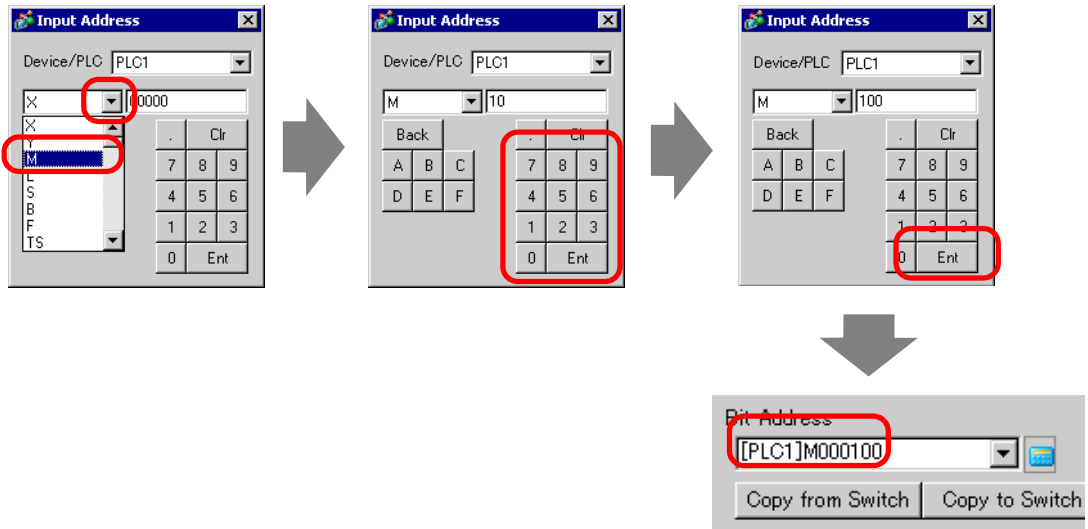 Input Address
Device/PLC PLC1
X 00000
X
Y
M
L
S
B
F
TS
. Clr
7 8 9
4 5 6
1 2 3
0 Ent
Input Address
Device/PLC PLC1
M 10
Back . Clr
A B C 7 8 9
D E F 4 5 6
1 2 3
0 Ent
Input Address
Device/PLC PLC1
M 100
Back . Clr
A B C 7 8 9
D E F 4 5 6
1 2 3
0 Ent
Bit Address
[PLC1]M000100
Copy from Switch Copy to Switch